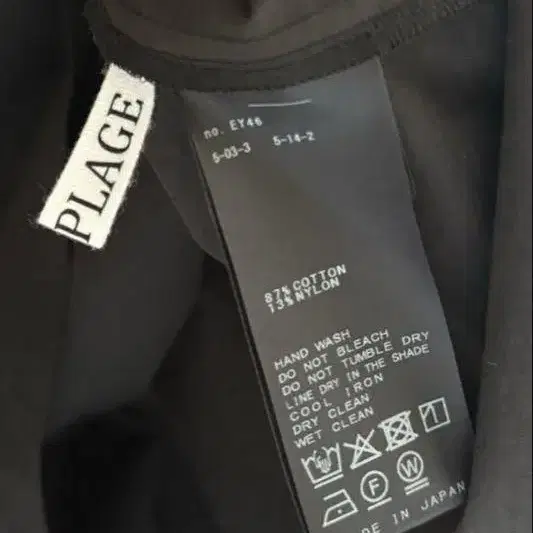 PLAGE
no. EY46
5-03-3 5-14-2
87% COTTON
13% NYLON
HAND WASH
DO NOT BLEACH
DO NOT TUMBLE DRY
LINE DRY IN THE SHADE
COOL IRON
DRY CLEAN
WET CLEAN
F W
DE IN JAPAN